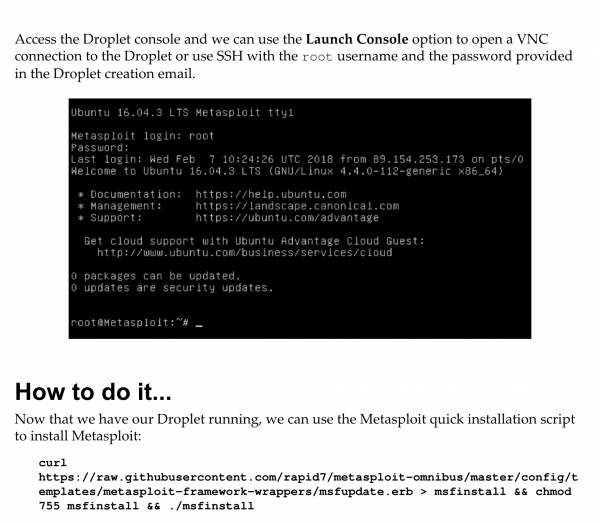 Access the Droplet console and we can use the Launch Console option to open a VNC
connection to the Droplet or use SSH with the root username and the password provided
in the Droplet creation email.
Ubuntu 16.04.3 LTS Metasploit tty1
Metasploit login: root
Password:
Last login: Wed Feb  7 10:24:26 UTC 2018 from 89.154.253.173 on pts/0
Welcome to Ubuntu 16.04.3 LTS (GNU/Linux 4.4.0-112-generic x86_64)
* Documentation:  https://help.ubuntu.com
* Management:     https://landscape.canonical.com
* Support:        https://ubuntu.com/advantage
Get cloud support with Ubuntu Advantage Cloud Guest:
http://www.ubuntu.com/business/services/cloud
0 packages can be updated.
0 updates are security updates.
root@Metasploit:~# _
How to do it...
Now that we have our Droplet running, we can use the Metasploit quick installation script
to install Metasploit:
curl
https://raw.githubusercontent.com/rapid7/metasploit-omnibus/master/config/t
emplates/metasploit-framework-wrappers/msfupdate.erb > msfinstall && chmod
755 msfinstall && ./msfinstall